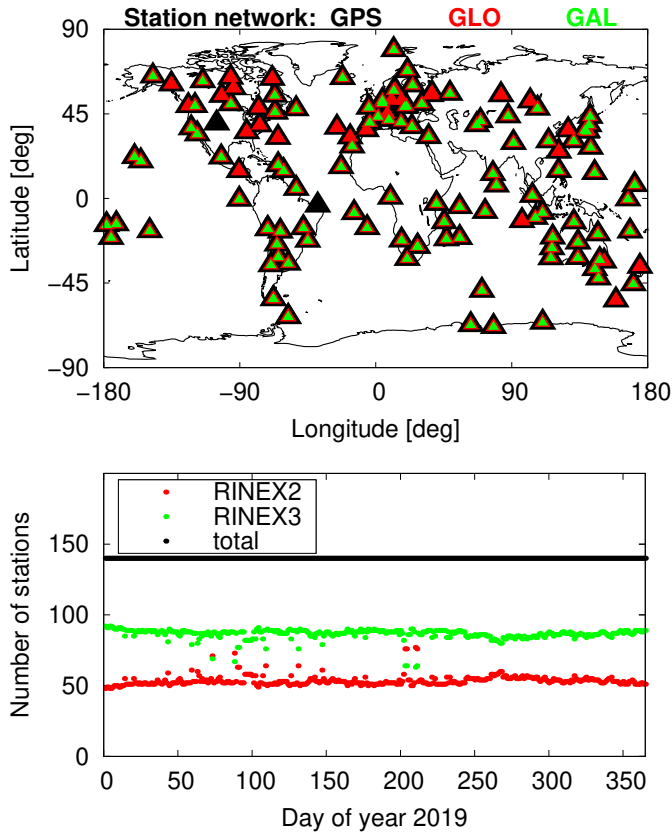 Station network: GPS GLO GAL
90
45
0
−45
−90
Latitude [deg]
−180 −90 0 90 180
Longitude [deg]
RINEX2
RINEX3
total
150
100
50
0
Number of stations
0 50 100 150 200 250 300 350
Day of year 2019